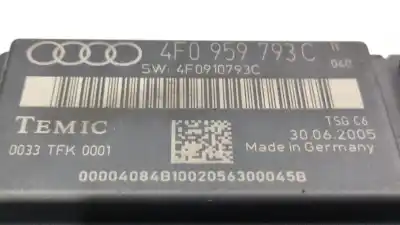 4F0 959 793 C H
040
SW: 4F0910793C
TEMIC
TSG C6
30.06.2005
0033 TFK 0001
Made in Germany
00004084B1002056300045B